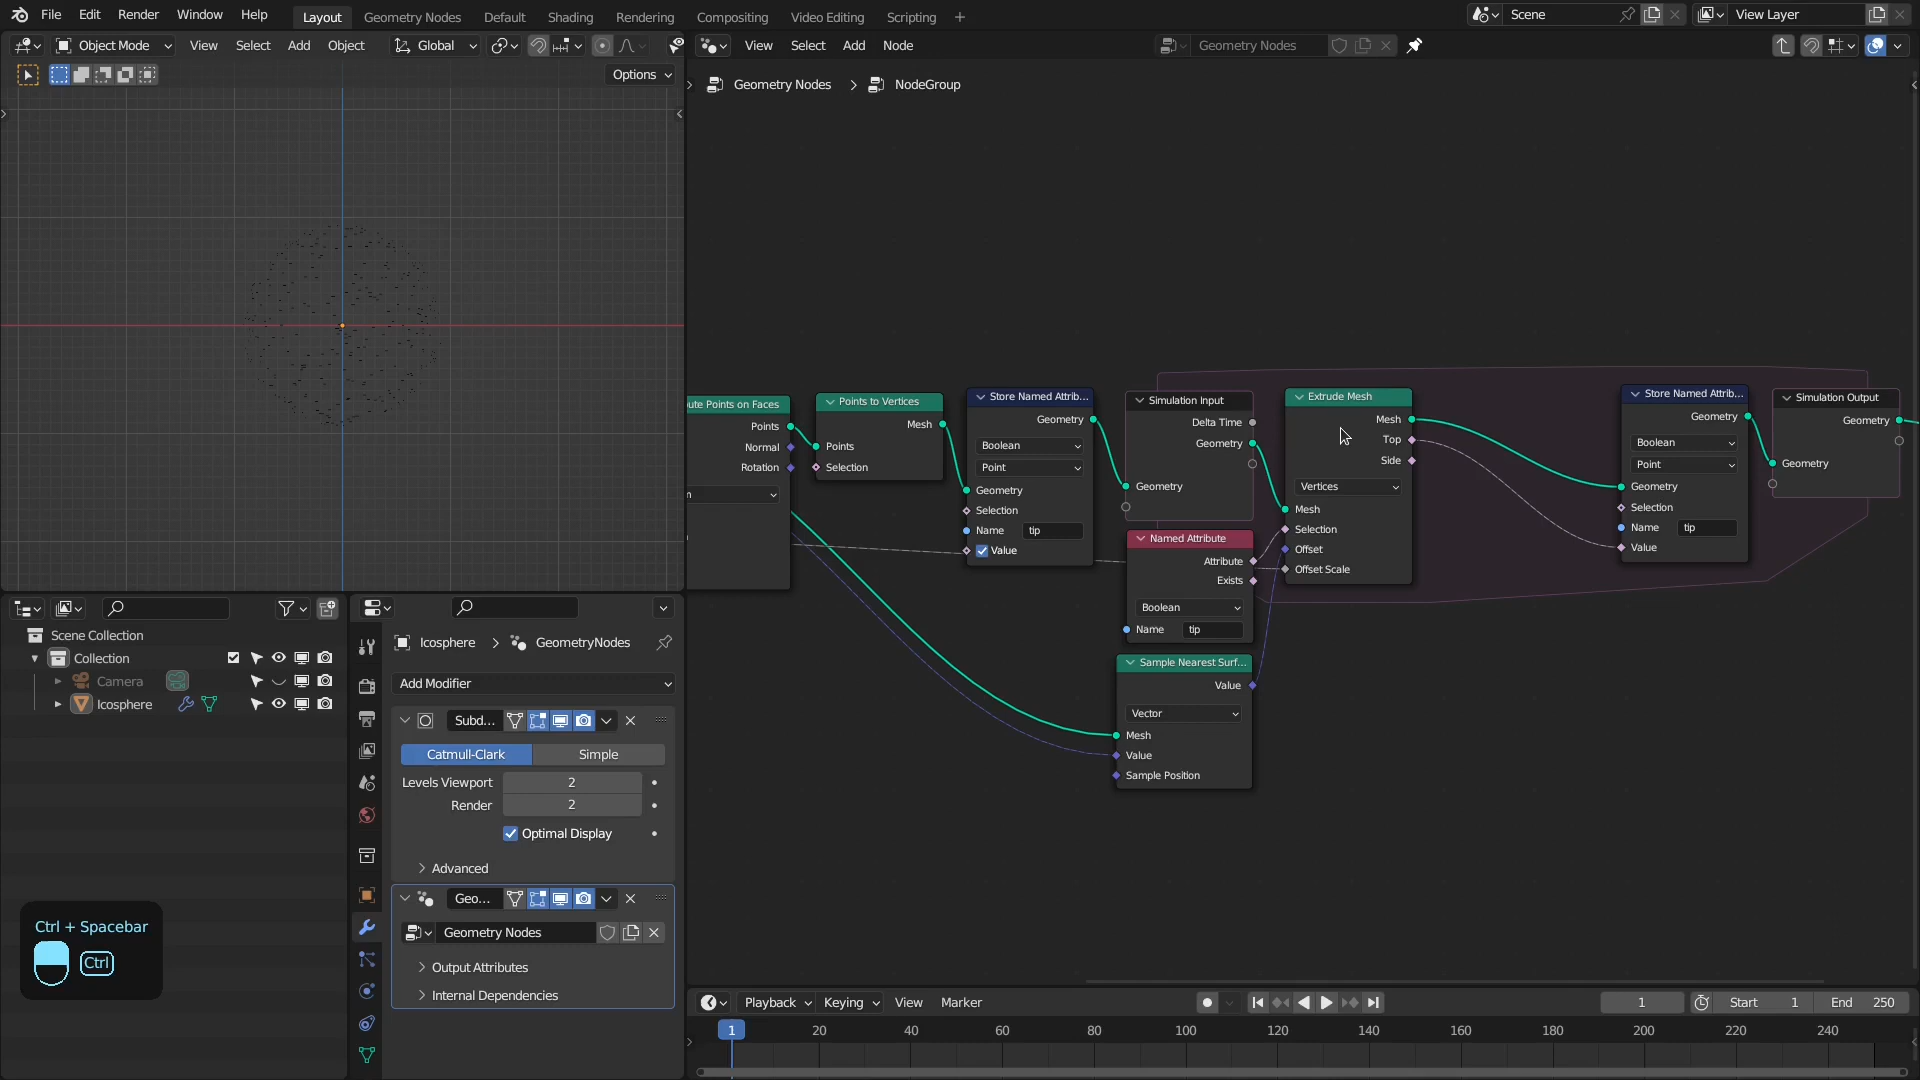 File Edit Render Window Help
Layout Geometry Nodes Default Shading Rendering Compositing Video Editing Scripting +
Scene
View Layer
Object Mode View Select Add Object Global
Options
View Select Add Node
Geometry Nodes
Geometry Nodes > NodeGroup
ute Points on Faces
Points
Normal
Rotation
m
Points to Vertices
Mesh
Points
Selection
Store Named Attrib...
Geometry
Boolean
Point
Geometry
Selection
Name tip
Value
Simulation Input
Delta Time
Geometry
Geometry
Named Attribute
Attribute
Exists
Boolean
Name tip
Sample Nearest Surf...
Value
Vector
Mesh
Value
Sample Position
Extrude Mesh
Mesh
Top
Side
Vertices
Mesh
Selection
Offset
Offset Scale
Store Named Attrib...
Geometry
Boolean
Point
Geometry
Selection
Name tip
Value
Simulation Output
Geometry
Geometry
Scene Collection
Collection
Camera
Icosphere
Icosphere > GeometryNodes
Add Modifier
Subd...
Catmull-Clark Simple
Levels Viewport 2
Render 2
Optimal Display
Advanced
Geo...
Geometry Nodes
Output Attributes
Internal Dependencies
Ctrl + Spacebar
Ctrl
Playback Keying View Marker
1 Start 1 End 250
1 20 40 60 80 100 120 140 160 180 200 220 240